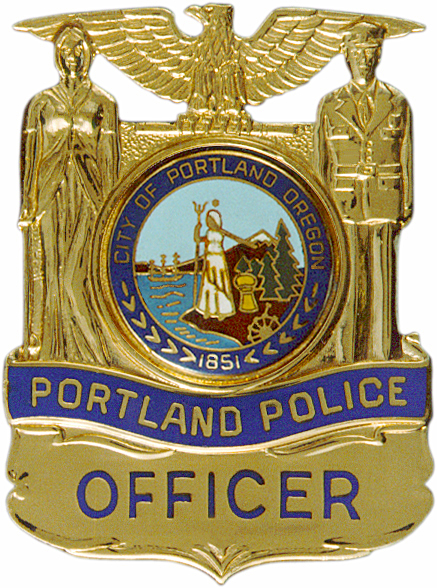 CITY OF PORTLAND OREGON
1851
PORTLAND POLICE
OFFICER